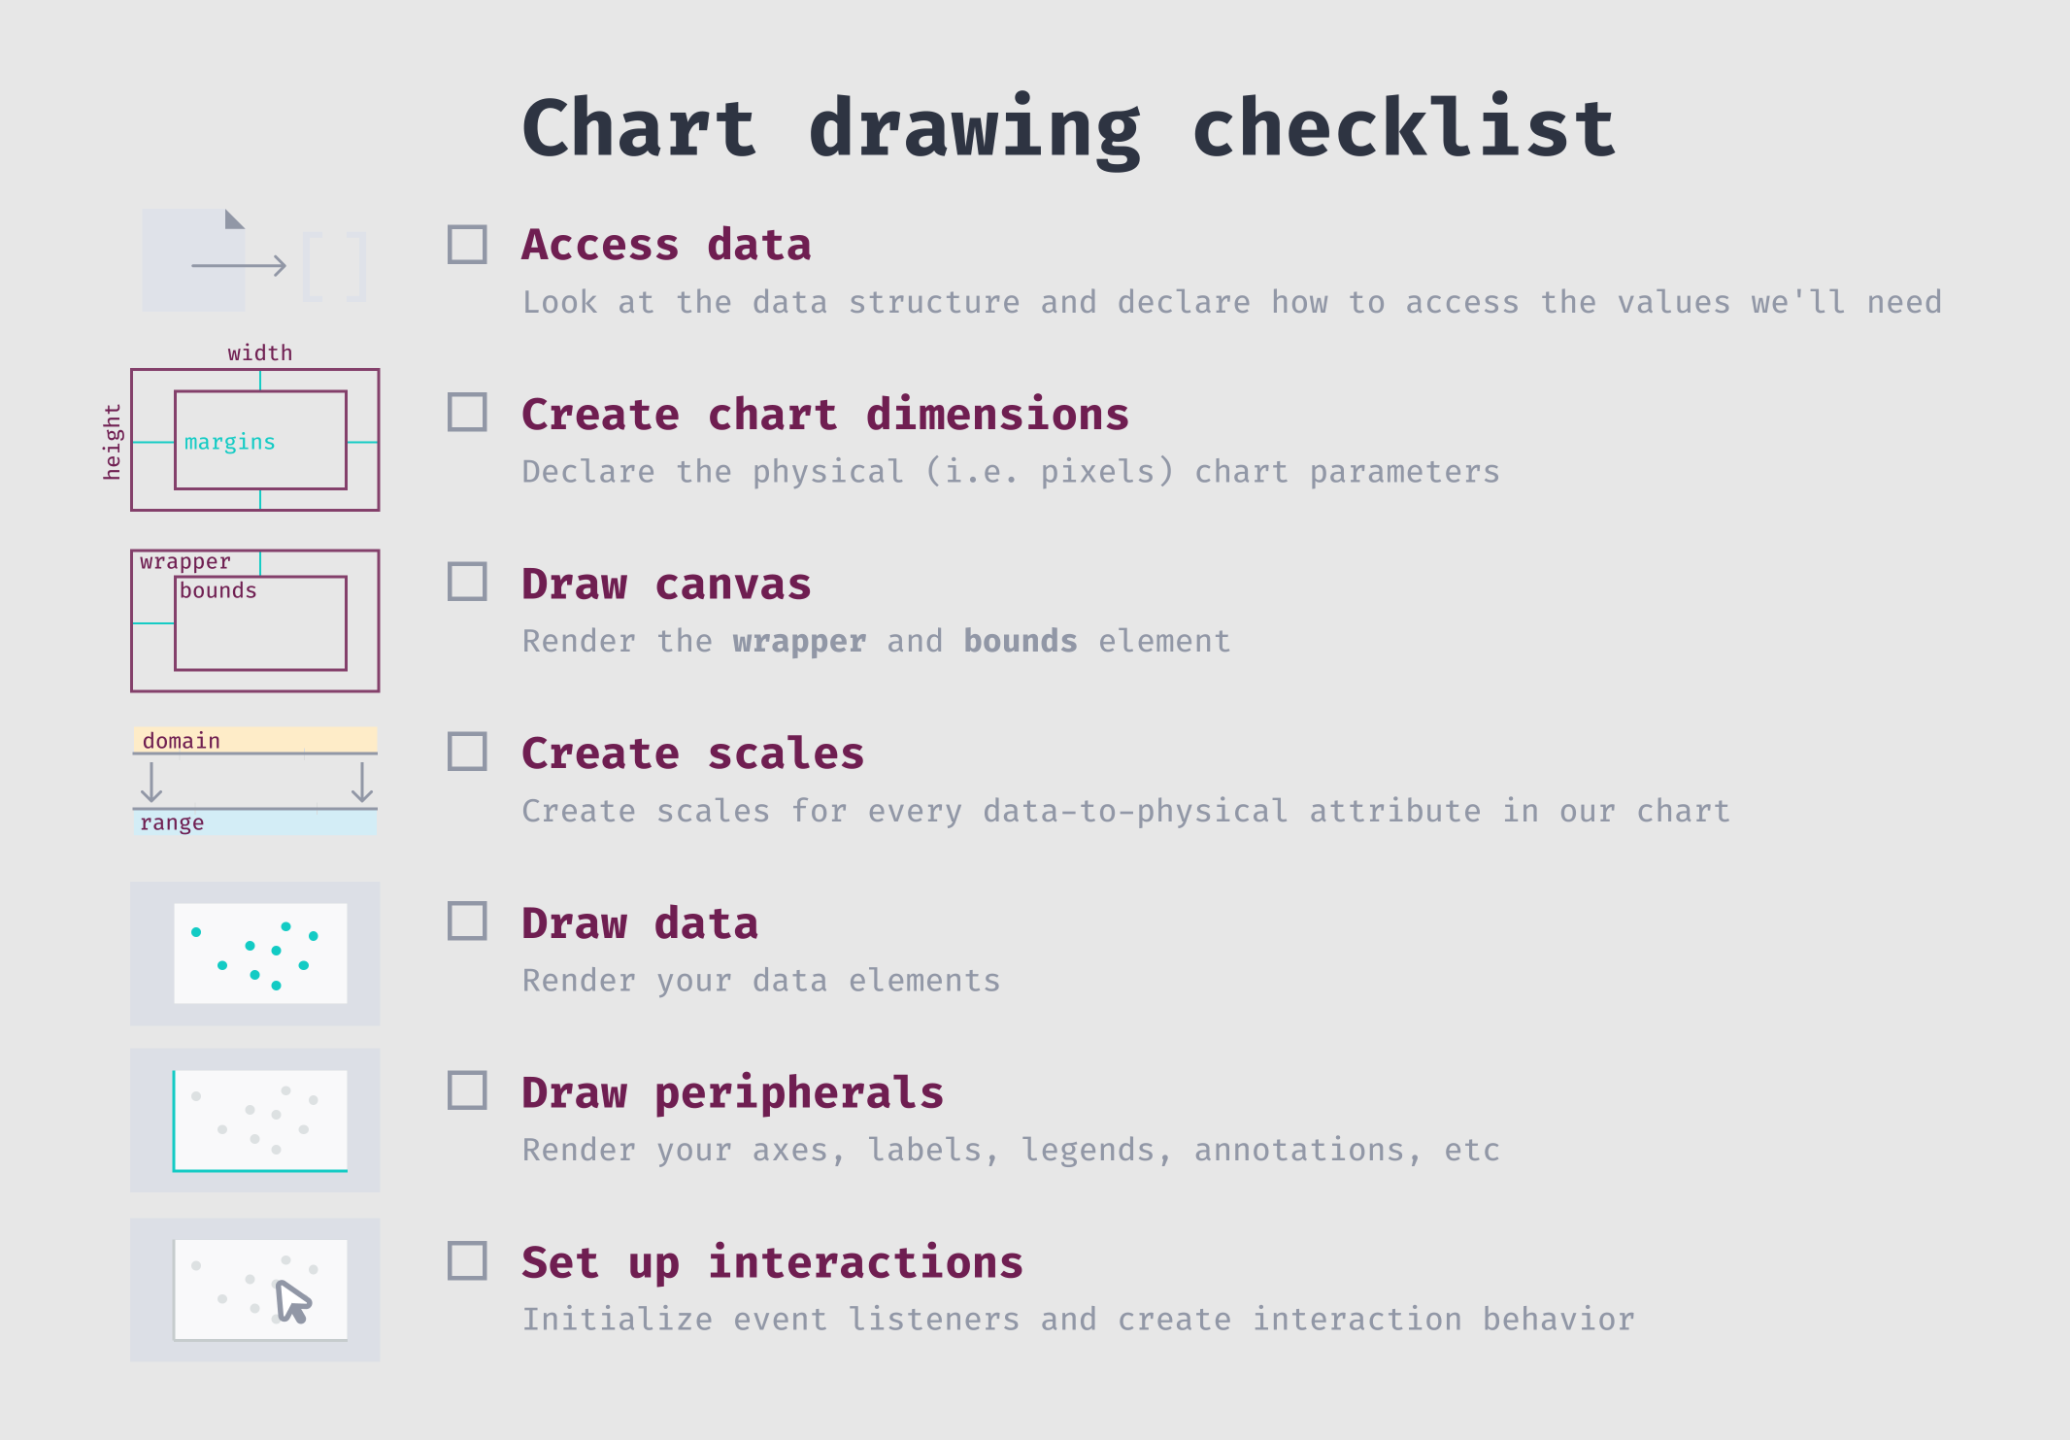 Chart drawing checklist
[ ]
Access data
Look at the data structure and declare how to access the values we'll need
width
height
margins
Create chart dimensions
Declare the physical (i.e. pixels) chart parameters
wrapper
bounds
Draw canvas
Render the wrapper and bounds element
domain
range
Create scales
Create scales for every data-to-physical attribute in our chart
Draw data
Render your data elements
Draw peripherals
Render your axes, labels, legends, annotations, etc
Set up interactions
Initialize event listeners and create interaction behavior